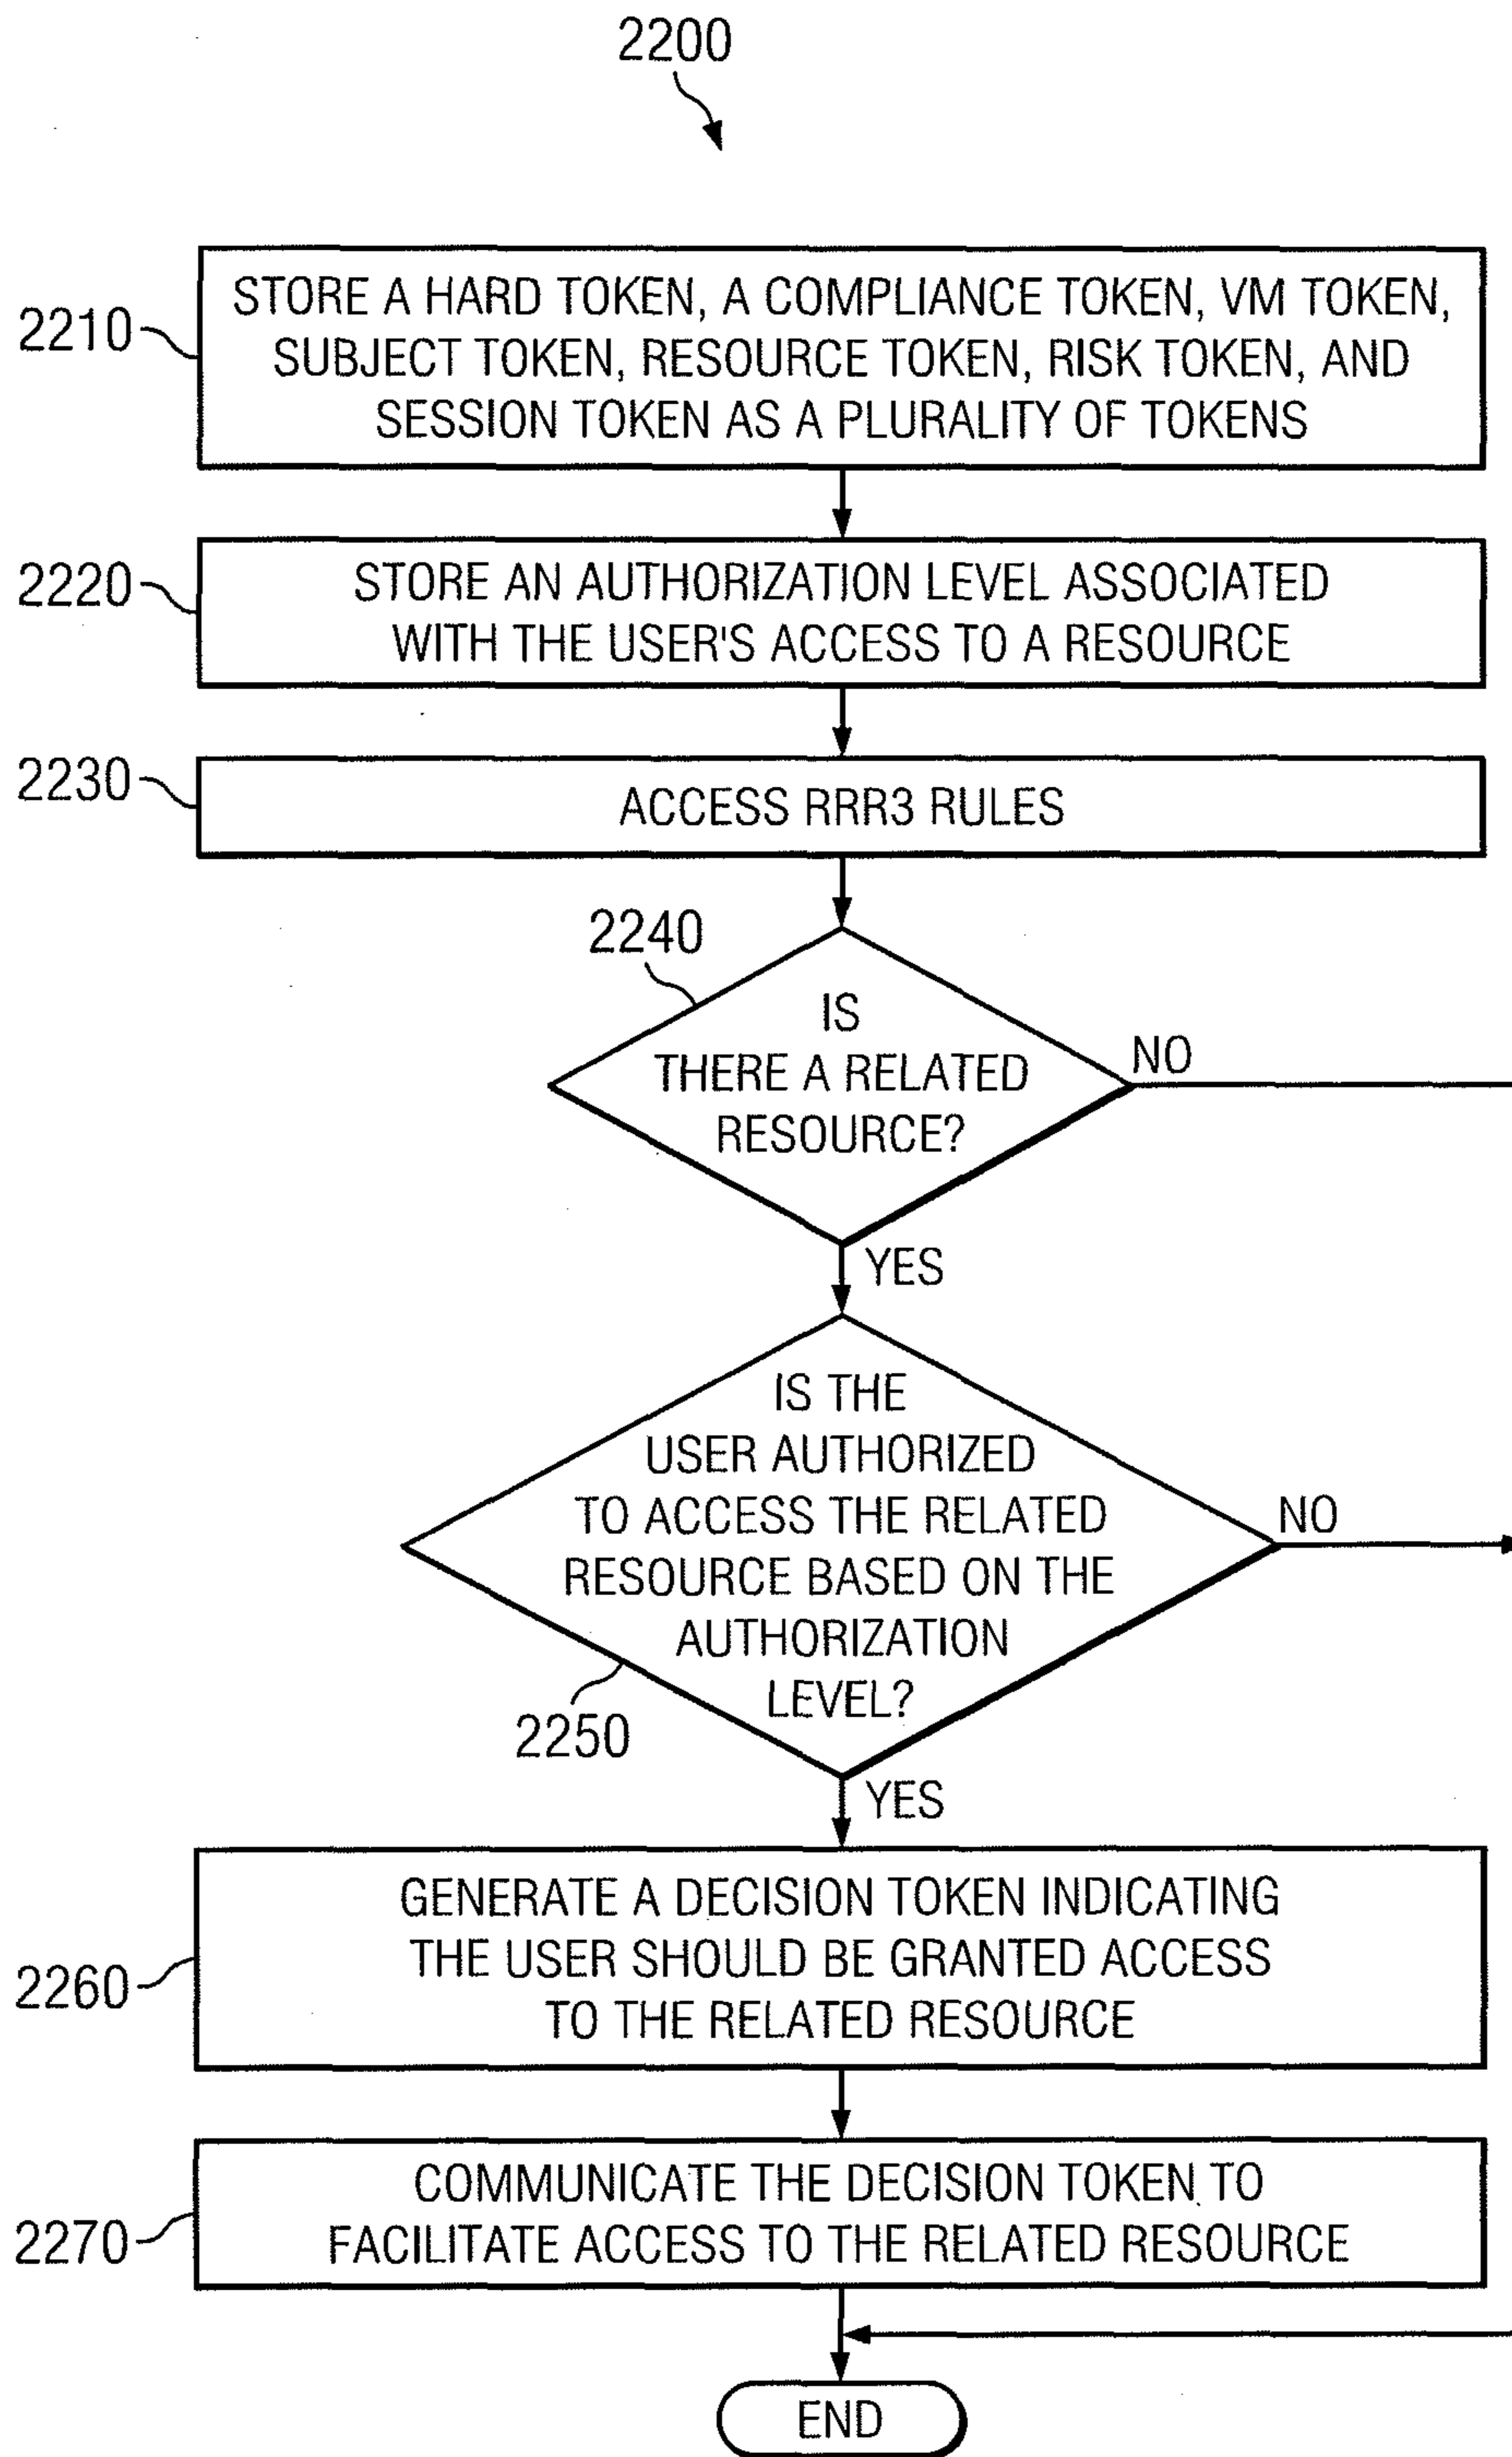 2200
2210
STORE A HARD TOKEN, A COMPLIANCE TOKEN, VM TOKEN,
SUBJECT TOKEN, RESOURCE TOKEN, RISK TOKEN, AND
SESSION TOKEN AS A PLURALITY OF TOKENS
2220
STORE AN AUTHORIZATION LEVEL ASSOCIATED
WITH THE USER'S ACCESS TO A RESOURCE
2230
ACCESS RRR3 RULES
2240
IS
THERE A RELATED
RESOURCE?
NO
YES
IS THE
USER AUTHORIZED
TO ACCESS THE RELATED
RESOURCE BASED ON THE
AUTHORIZATION
LEVEL?
NO
2250
YES
2260
GENERATE A DECISION TOKEN INDICATING
THE USER SHOULD BE GRANTED ACCESS
TO THE RELATED RESOURCE
2270
COMMUNICATE THE DECISION TOKEN TO
FACILITATE ACCESS TO THE RELATED RESOURCE
END